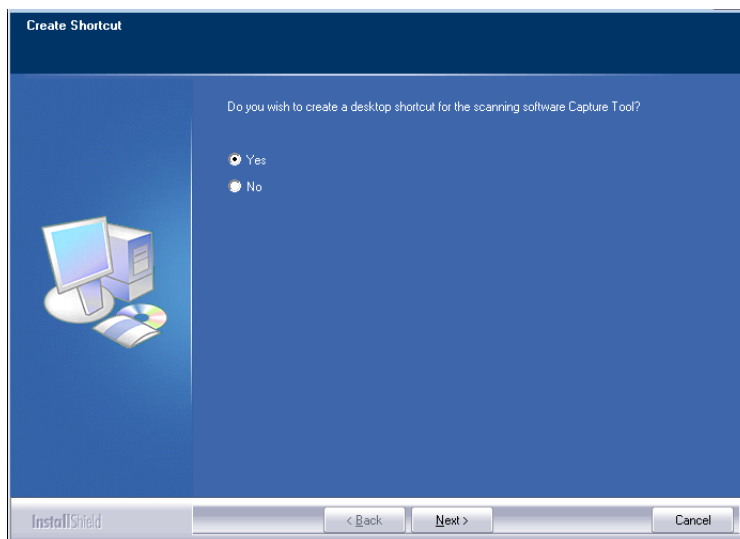 Create Shortcut
Do you wish to create a desktop shortcut for the scanning software Capture Tool?
Yes
No
InstallShield
< Back
Next >
Cancel